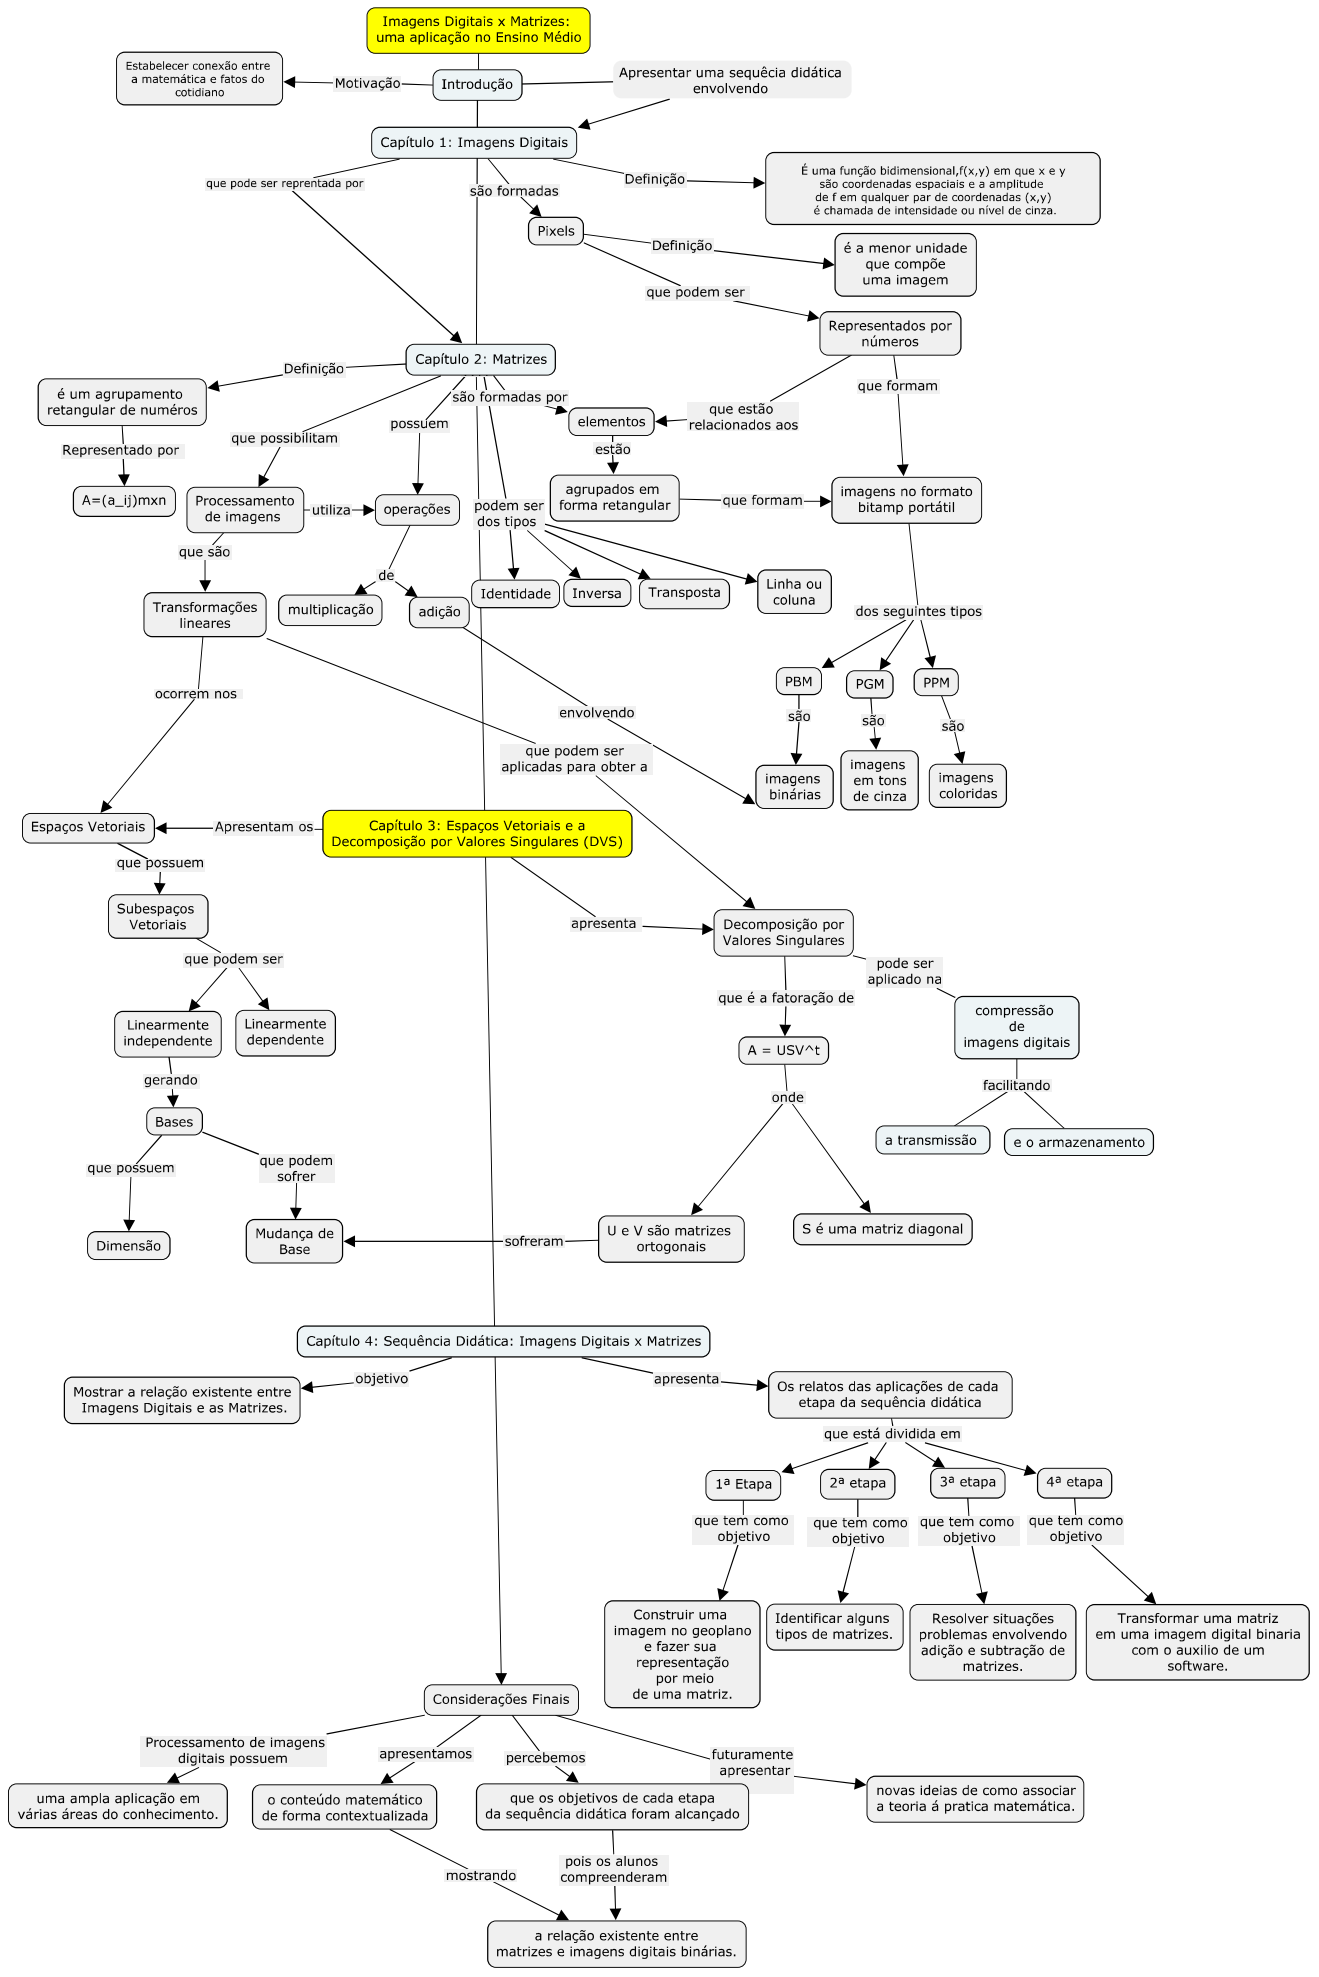 Imagens Digitais x Matrizes:
uma aplicação no Ensino Médio
Estabelecer conexão entre
a matemática e fatos do
cotidiano
Motivação
Introdução
Apresentar uma sequêcia didática
envolvendo
Capítulo 1: Imagens Digitais
que pode ser reprentada por
são formadas
Definição
É uma função bidimensional,f(x,y) em que x e y
são coordenadas espaciais e a amplitude
de f em qualquer par de coordenadas (x,y)
é chamada de intensidade ou nível de cinza.
Pixels
Definição
é a menor unidade
que compõe
uma imagem
que podem ser
Representados por
números
Capítulo 2: Matrizes
Definição
é um agrupamento
retangular de numéros
Representado por
A=(a_ij)mxn
que possibilitam
possuem
são formadas por
elementos
que estão
relacionados aos
que formam
estão
agrupados em
forma retangular
que formam
imagens no formato
bitamp portátil
Processamento
de imagens
utiliza
operações
podem ser
dos tipos
que são
de
Transformações
lineares
multiplicação
adição
Identidade
Inversa
Transposta
Linha ou
coluna
dos seguintes tipos
PBM
PGM
PPM
são
são
são
imagens
binárias
imagens
em tons
de cinza
imagens
coloridas
ocorrem nos
envolvendo
que podem ser
aplicadas para obter a
Espaços Vetoriais
Apresentam os
Capítulo 3: Espaços Vetoriais e a
Decomposição por Valores Singulares (DVS)
que possuem
Subespaços
Vetoriais
apresenta
Decomposição por
Valores Singulares
que podem ser
pode ser
aplicado na
Linearmente
independente
Linearmente
dependente
que é a fatoração de
compressão
de
imagens digitais
A = USV^t
gerando
facilitando
Bases
onde
a transmissão
e o armazenamento
que possuem
que podem
sofrer
Dimensão
Mudança de
Base
sofreram
U e V são matrizes
ortogonais
S é uma matriz diagonal
Capítulo 4: Sequência Didática: Imagens Digitais x Matrizes
objetivo
Mostrar a relação existente entre
Imagens Digitais e as Matrizes.
apresenta
Os relatos das aplicações de cada
etapa da sequência didática
que está dividida em
1ª Etapa
2ª etapa
3ª etapa
4ª etapa
que tem como
objetivo
que tem como
objetivo
que tem como
objetivo
que tem como
objetivo
Construir uma
imagem no geoplano
e fazer sua
representação
por meio
de uma matriz.
Identificar alguns
tipos de matrizes.
Resolver situações
problemas envolvendo
adição e subtração de
matrizes.
Transformar uma matriz
em uma imagem digital binaria
com o auxilio de um
software.
Considerações Finais
Processamento de imagens
digitais possuem
apresentamos
percebemos
futuramente
apresentar
uma ampla aplicação em
várias áreas do conhecimento.
o conteúdo matemático
de forma contextualizada
que os objetivos de cada etapa
da sequência didática foram alcançado
novas ideias de como associar
a teoria á pratica matemática.
mostrando
pois os alunos
compreenderam
a relação existente entre
matrizes e imagens digitais binárias.